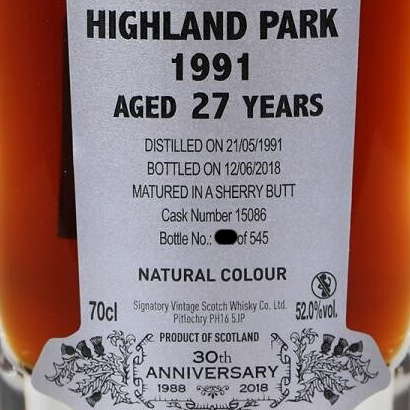 HIGHLAND PARK
1991
AGED 27 YEARS
DISTILLED ON 21/05/1991
BOTTLED ON 12/06/2018
MATURED IN A SHERRY BUTT
Cask Number 15086
Bottle No.: of 545
NATURAL COLOUR
70cl
Signatory Vintage Scotch Whisky Co. Ltd.
Pitlochry PH16 5JP
52.0%vol.
PRODUCT OF SCOTLAND
30th
ANNIVERSARY
1988 2018